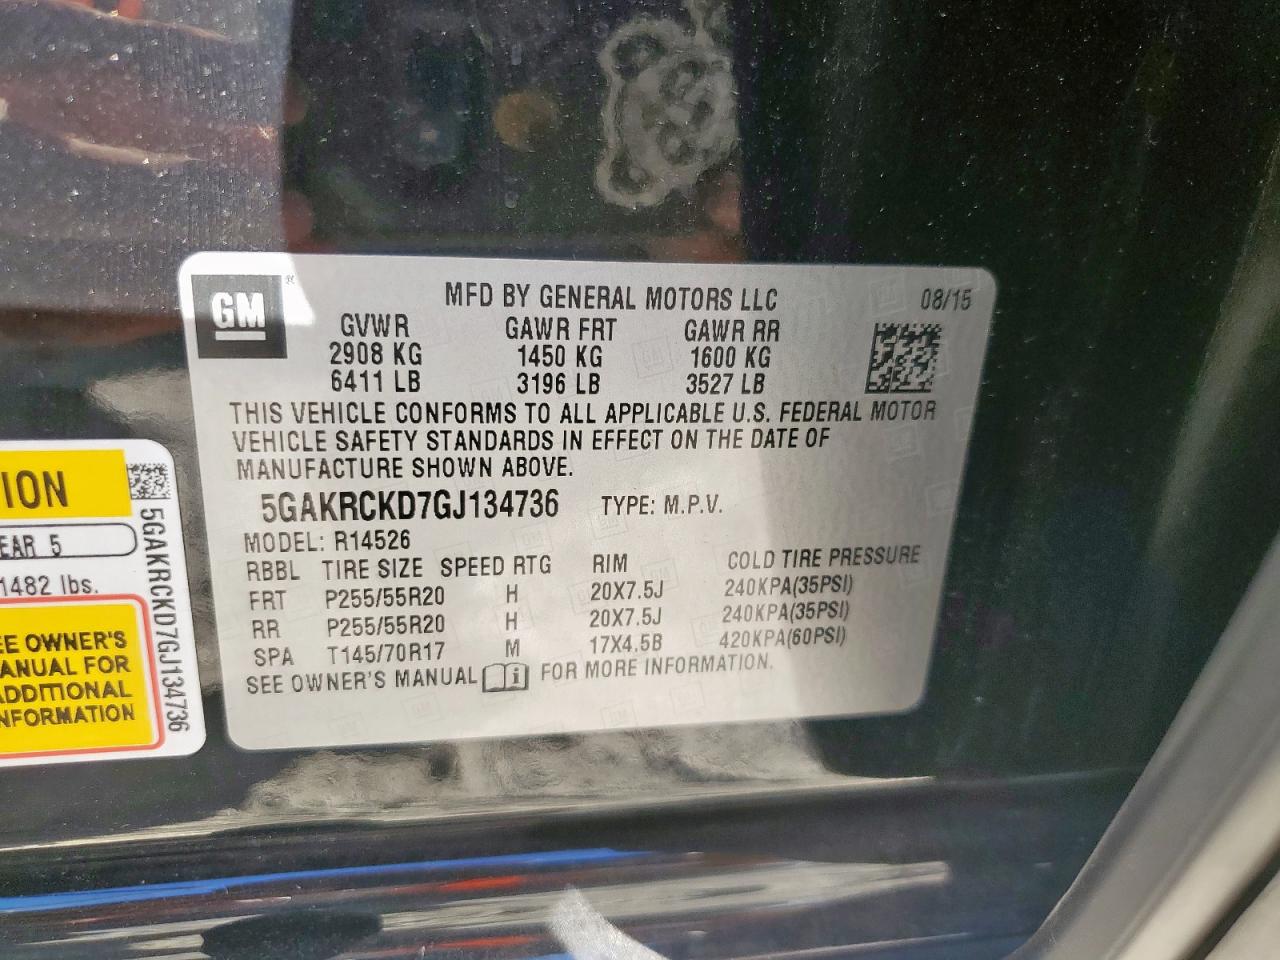 GM
®
MFD BY GENERAL MOTORS LLC 08/15
GVWR GAWR FRT GAWR RR
2908 KG 1450 KG 1600 KG
6411 LB 3196 LB 3527 LB
THIS VEHICLE CONFORMS TO ALL APPLICABLE U.S. FEDERAL MOTOR
VEHICLE SAFETY STANDARDS IN EFFECT ON THE DATE OF
MANUFACTURE SHOWN ABOVE.
5GAKRCKD7GJ134736 TYPE: M.P.V.
MODEL: R14526
RBBL TIRE SIZE SPEED RTG RIM COLD TIRE PRESSURE
FRT P255/55R20 H 20X7.5J 240KPA(35PSI)
RR P255/55R20 H 20X7.5J 240KPA(35PSI)
SPA T145/70R17 M 17X4.5B 420KPA(60PSI)
SEE OWNER'S MANUAL i FOR MORE INFORMATION.
ION
EAR 5
1482 lbs.
EE OWNER'S
ANUAL FOR
ADDITIONAL
NFORMATION
5GAKRCKD7GJ134736